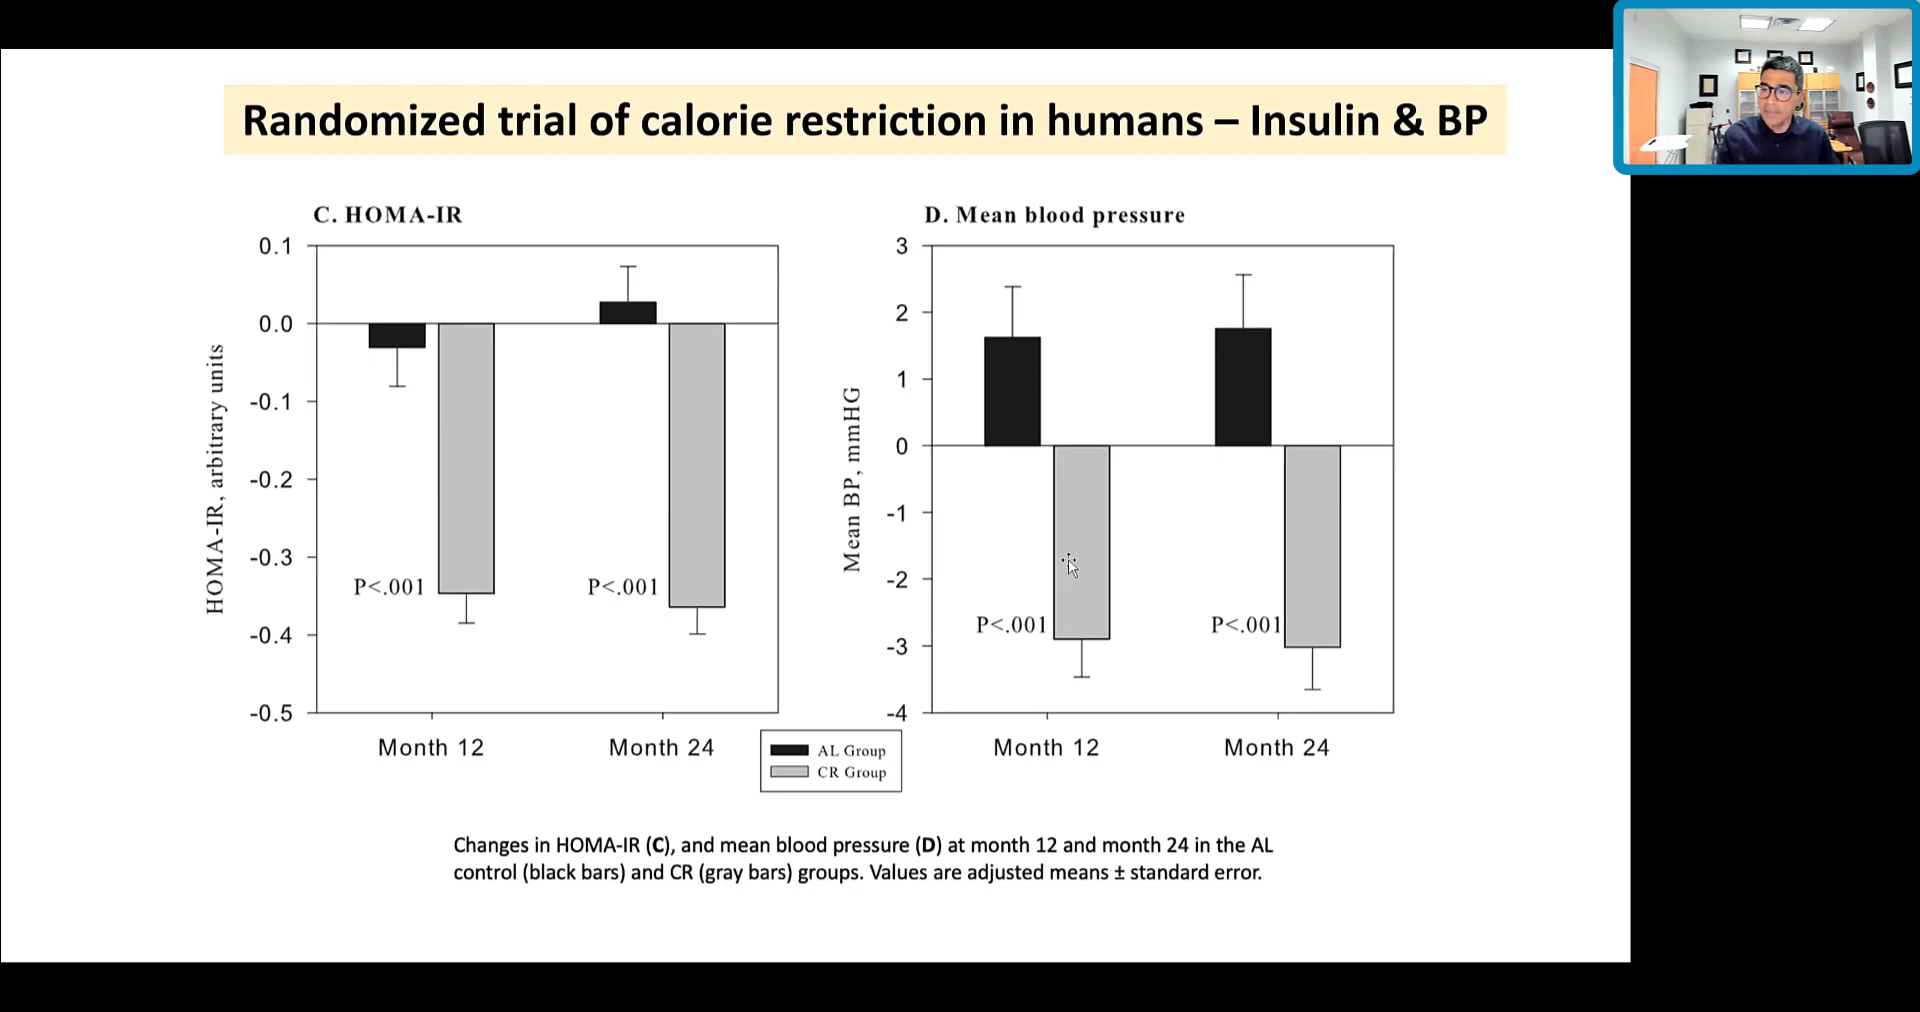 Randomized trial of calorie restriction in humans – Insulin & BP
C. HOMA-IR
0.1
0.0
-0.1
-0.2
-0.3
-0.4
-0.5
HOMA-IR, arbitrary units
P<.001
P<.001
Month 12
Month 24
D. Mean blood pressure
3
2
1
0
-1
-2
-3
-4
Mean BP, mmHG
P<.001
P<.001
Month 12
Month 24
AL Group
CR Group
Changes in HOMA-IR (C), and mean blood pressure (D) at month 12 and month 24 in the AL
control (black bars) and CR (gray bars) groups. Values are adjusted means ± standard error.